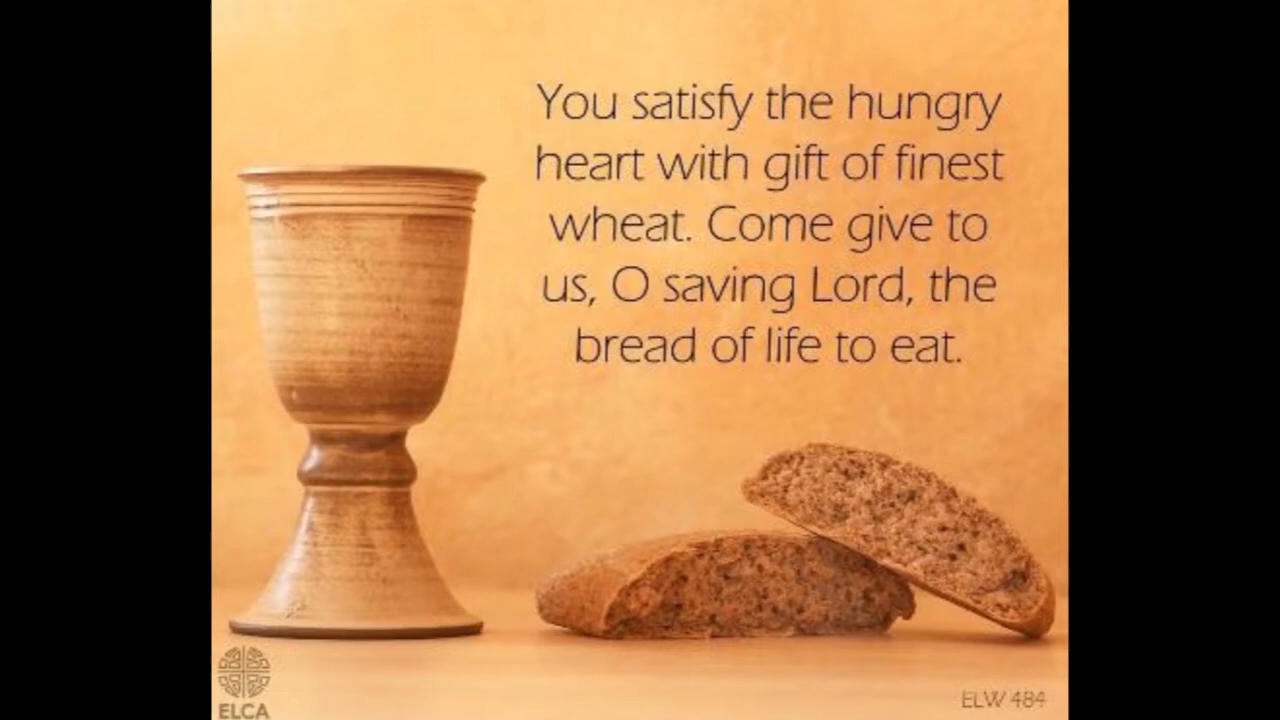 You satisfy the hungry
heart with gift of finest
wheat. Come give to
us, O saving Lord, the
bread of life to eat.
ELCA
ELW 484